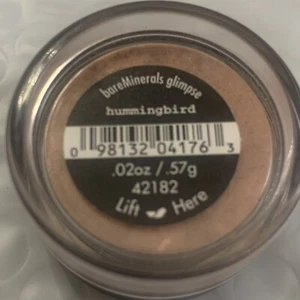 bareMinerals glimpse
hummingbird
0 98132 04176 3
.02oz / .57g
42182
Lift Here